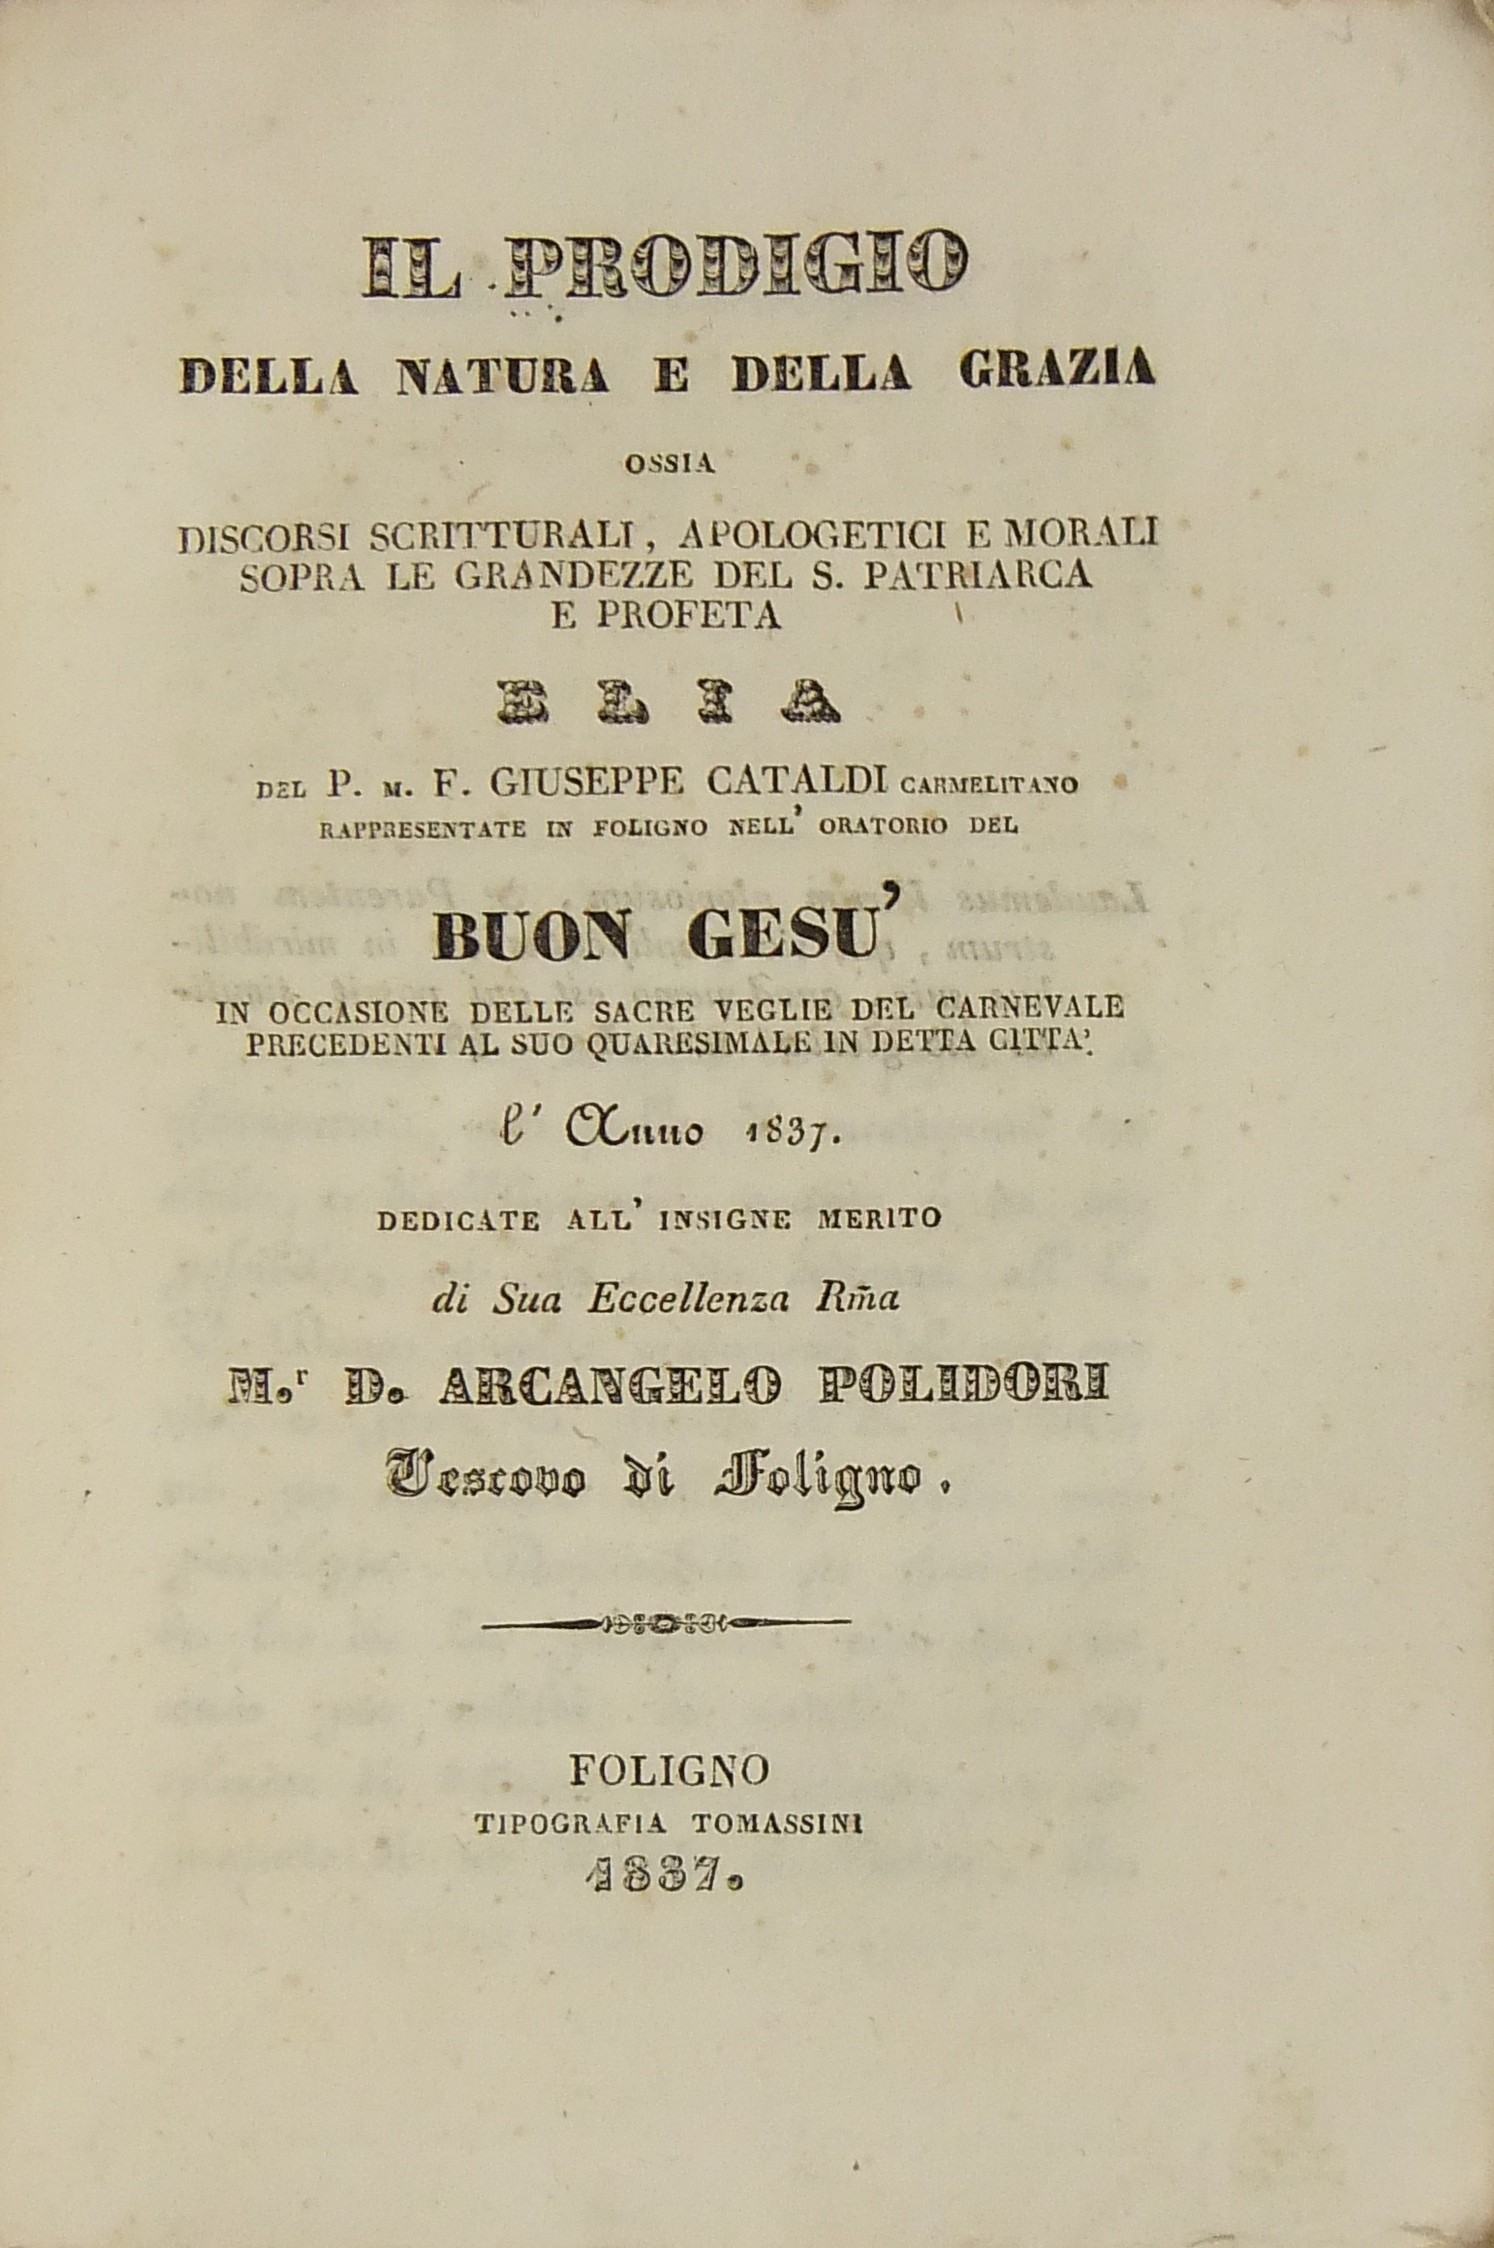 IL PRODIGIO
DELLA NATURA E DELLA GRAZIA
OSSIA
DISCORSI SCRITTURALI, APOLOGETICI E MORALI
SOPRA LE GRANDEZZE DEL S. PATRIARCA
E PROFETA
ELIA
DEL P. M. F. GIUSEPPE CATALDI CARMELITANO
RAPPRESENTATE IN FOLIGNO NELL' ORATORIO DEL
BUON GESU'
IN OCCASIONE DELLE SACRE VEGLIE DEL CARNEVALE
PRECEDENTI AL SUO QUARESIMALE IN DETTA CITTA'.
l' Anno 1837.
DEDICATE ALL' INSIGNE MERITO
di Sua Eccellenza Rm̃a
M.r D. ARCANGELO POLIDORI
Vescovo di Foligno.
FOLIGNO
TIPOGRAFIA TOMASSINI
1837.